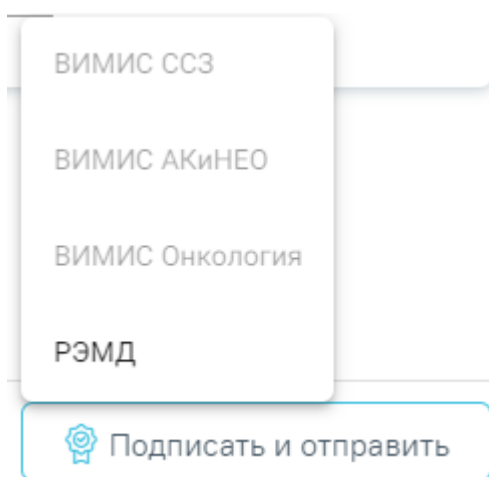 ВИМИС ССЗ
ВИМИС АКиНЕО
ВИМИС Онкология
РЭМД
Подписать и отправить